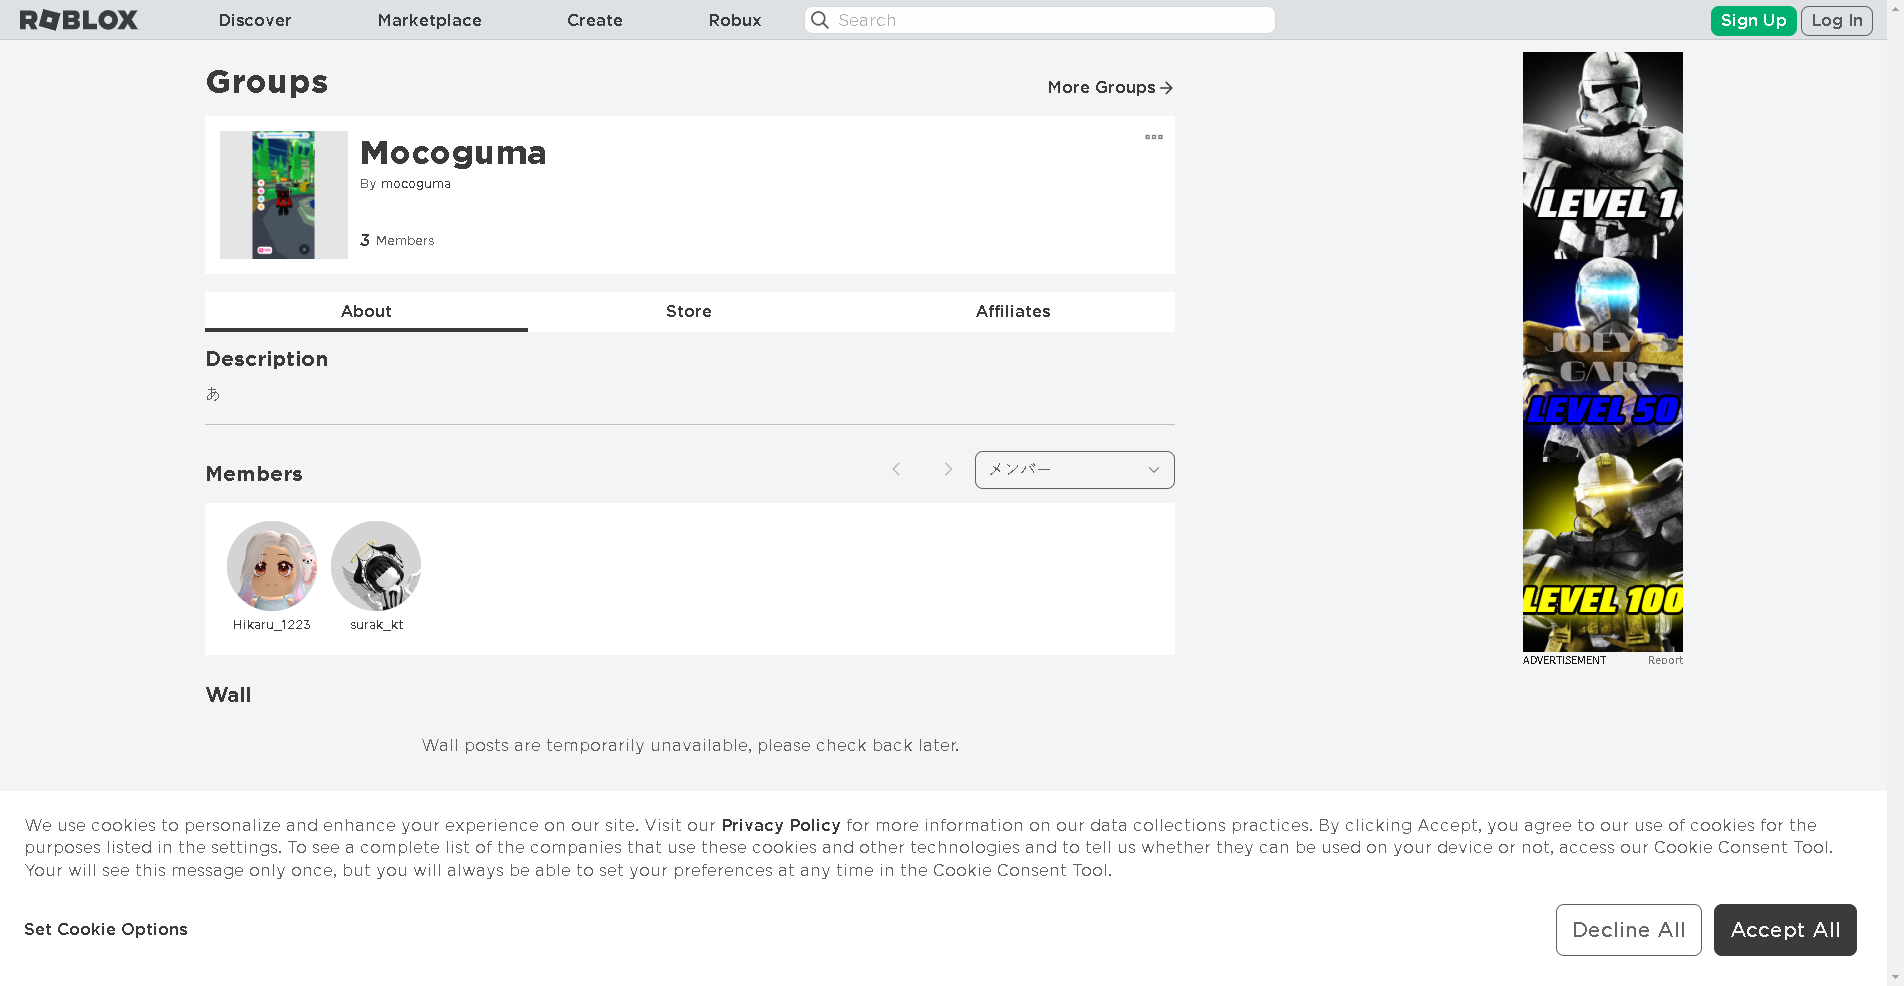 ROBLOX
Discover
Marketplace
Create
Robux
Search
Sign Up
Log In
Groups
More Groups
Mocoguma
By mocoguma
3 Members
About
Store
Affiliates
Description
あ
Members
メンバー
Hikaru_1223
surak_kt
Wall
Wall posts are temporarily unavailable, please check back later.
LEVEL 1
JOEY'S
GAR
LEVEL 50
LEVEL 100
ADVERTISEMENT
Report
We use cookies to personalize and enhance your experience on our site. Visit our Privacy Policy for more information on our data collections practices. By clicking Accept, you agree to our use of cookies for the
purposes listed in the settings. To see a complete list of the companies that use these cookies and other technologies and to tell us whether they can be used on your device or not, access our Cookie Consent Tool.
Your will see this message only once, but you will always be able to set your preferences at any time in the Cookie Consent Tool.
Set Cookie Options
Decline All
Accept All